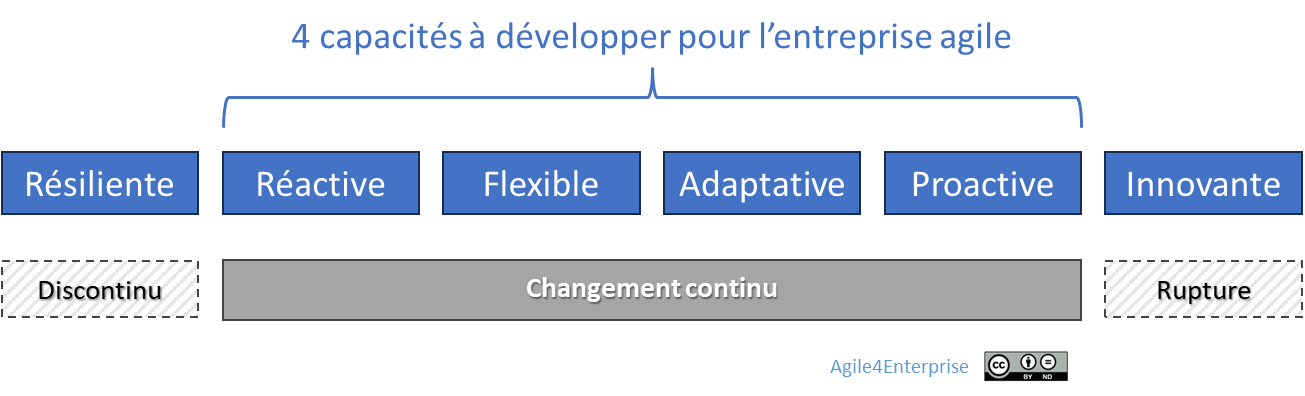 4 capacités à développer pour l’entreprise agile
Résiliente Réactive Flexible Adaptative Proactive Innovante
Discontinu Changement continu Rupture
Agile4Enterprise cc BY ND